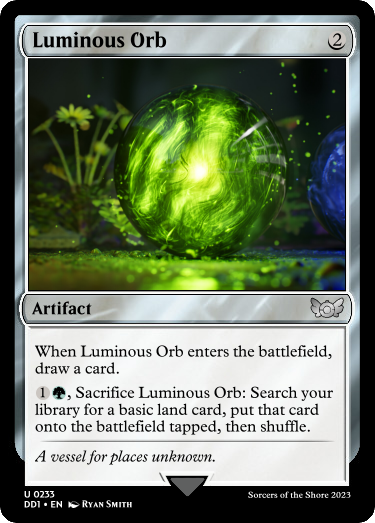 Luminous Orb 2
Artifact
When Luminous Orb enters the battlefield,
draw a card.
1, Sacrifice Luminous Orb: Search your
library for a basic land card, put that card
onto the battlefield tapped, then shuffle.
A vessel for places unknown.
U 0233
DD1 • EN Ryan Smith
Sorcers of the Shore 2023